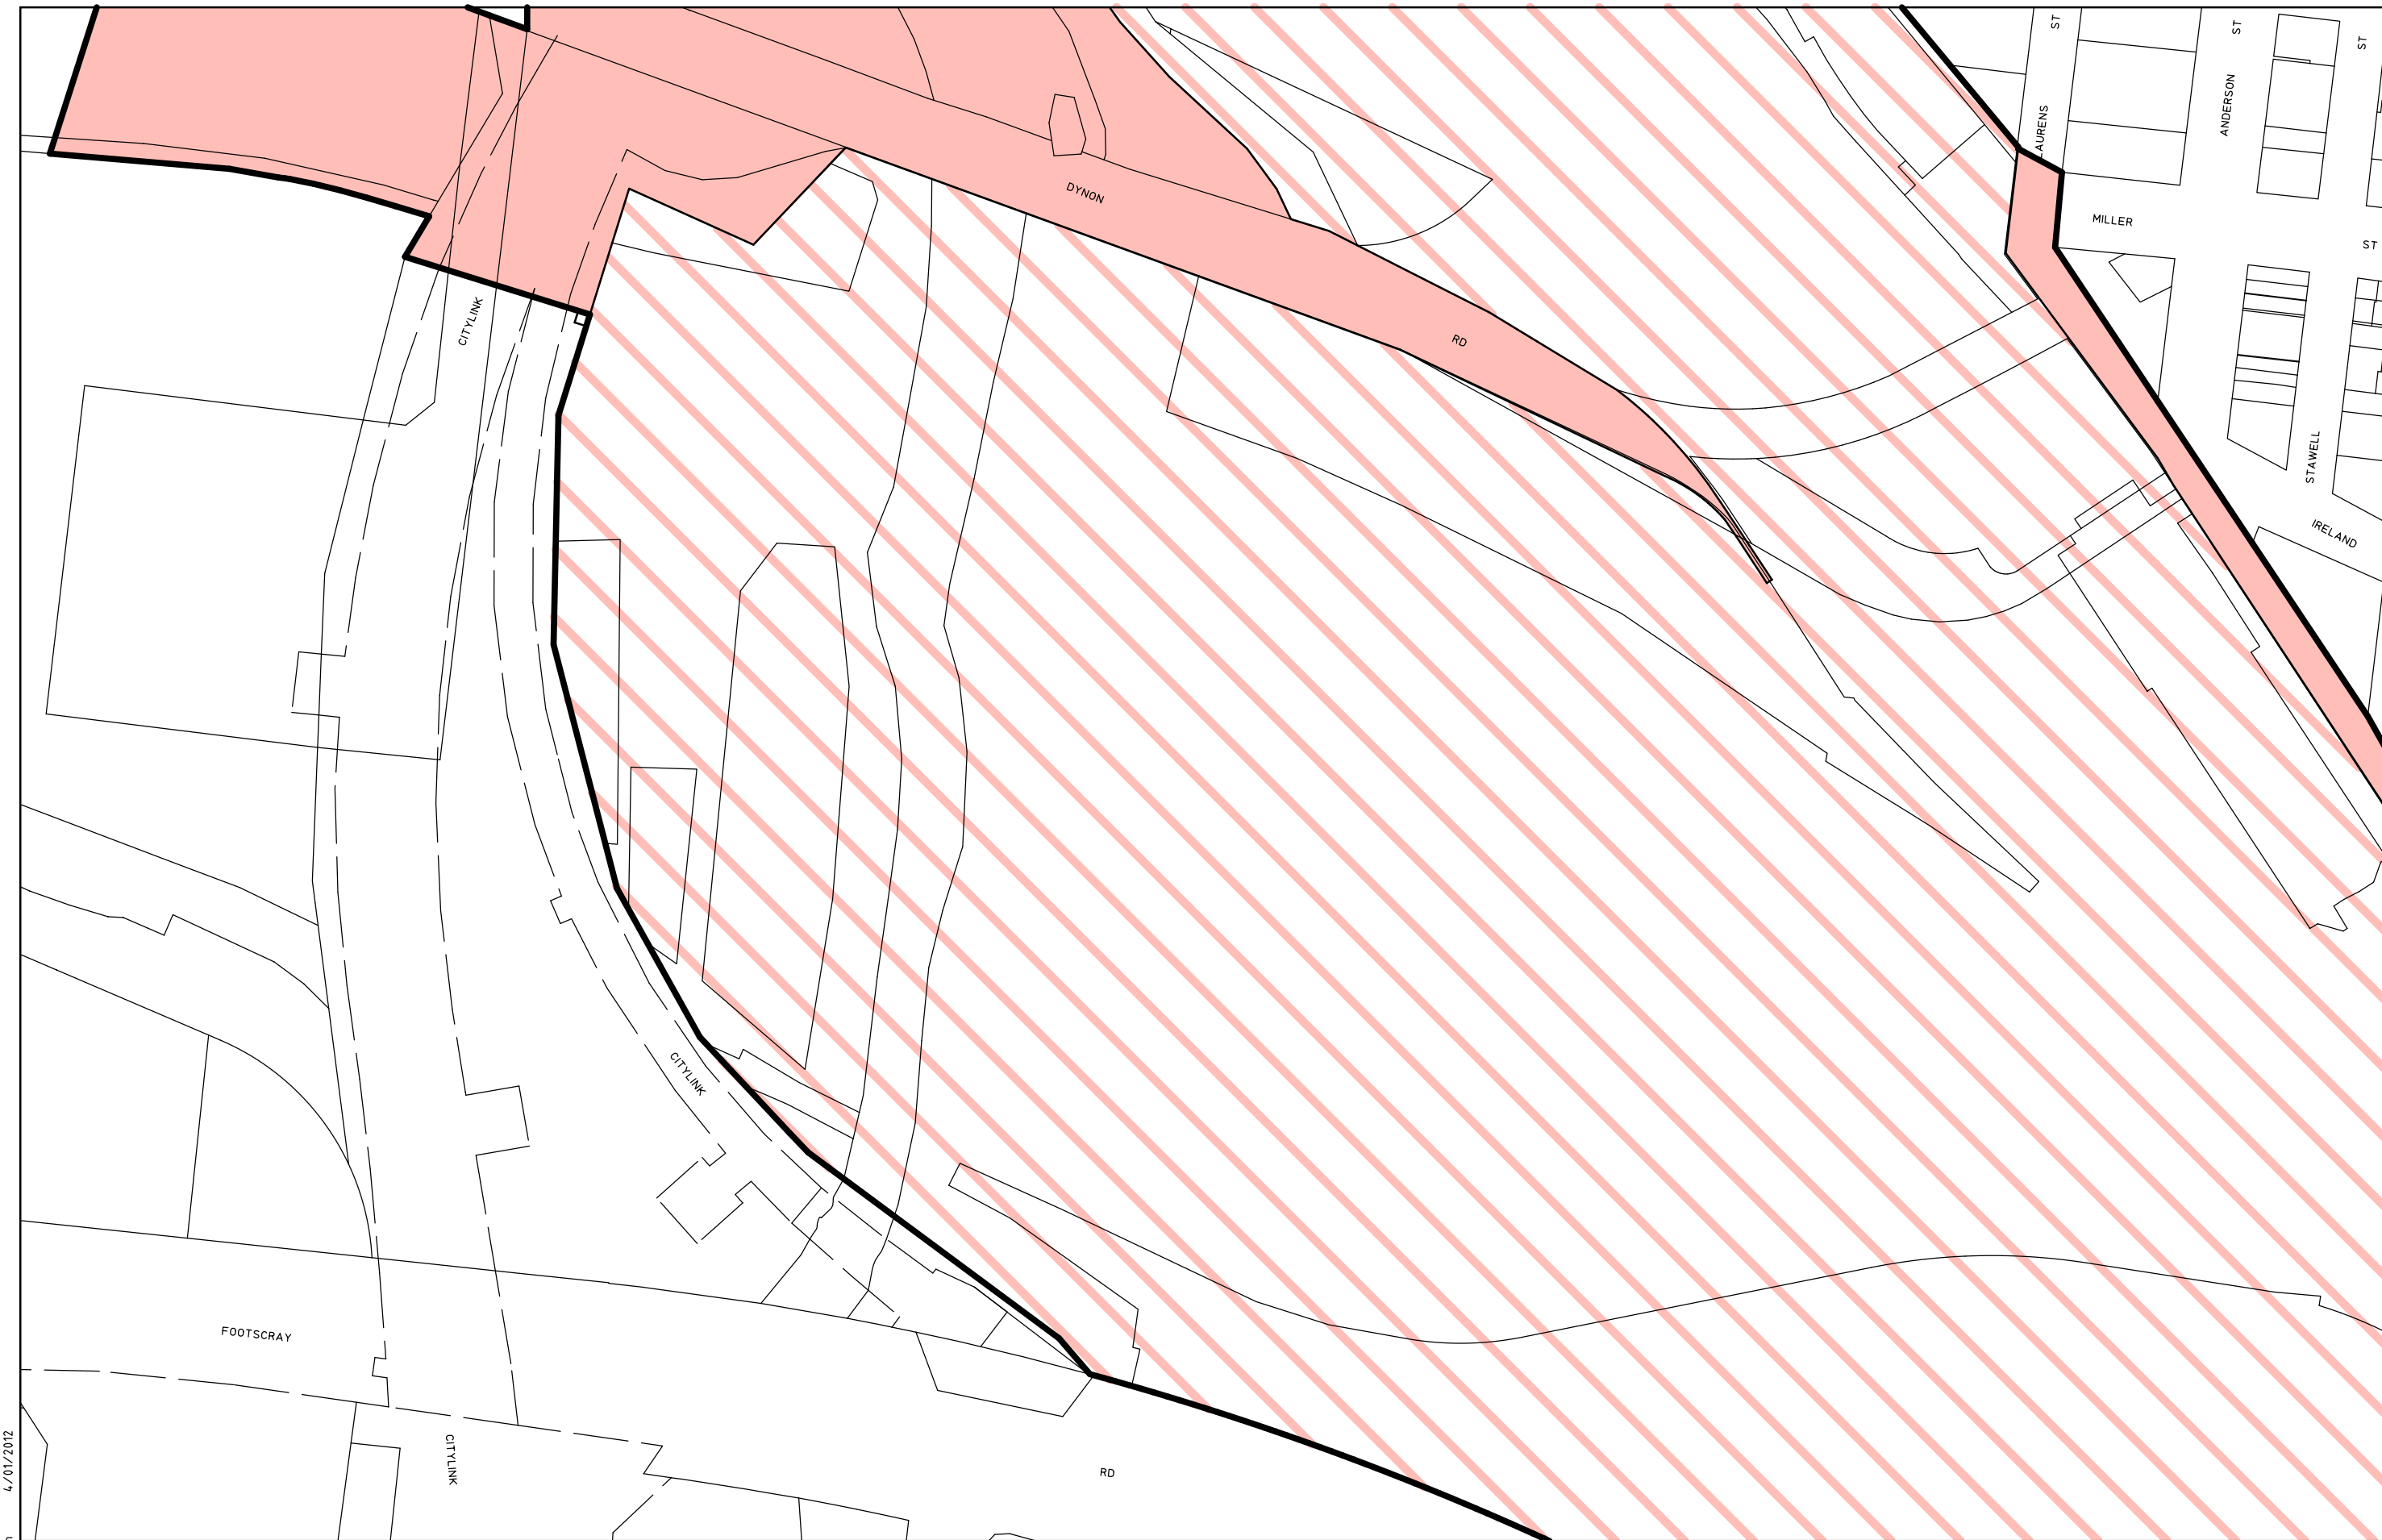 ST
ST
ST
LAURENS
ANDERSON
DYNON
MILLER
ST
CITYLINK
RD
STAWELL
IRELAND
CITYLINK
FOOTSCRAY
CITYLINK
RD
4/01/2012